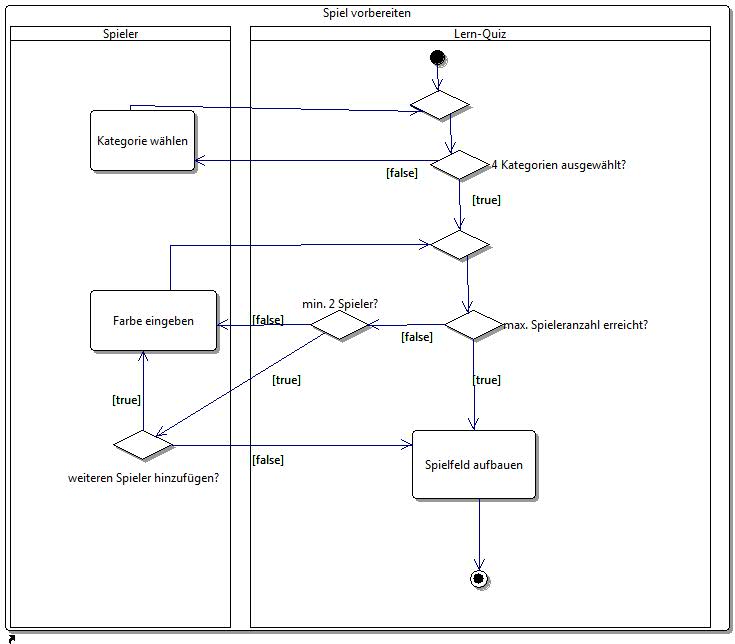 Spiel vorbereiten
Spieler
Lern-Quiz
Kategorie wählen
4 Kategorien ausgewählt?
[false]
[true]
min. 2 Spieler?
Farbe eingeben
[false]
max. Spieleranzahl erreicht?
[false]
[true]
[true]
[true]
[false]
Spielfeld aufbauen
weiteren Spieler hinzufügen?